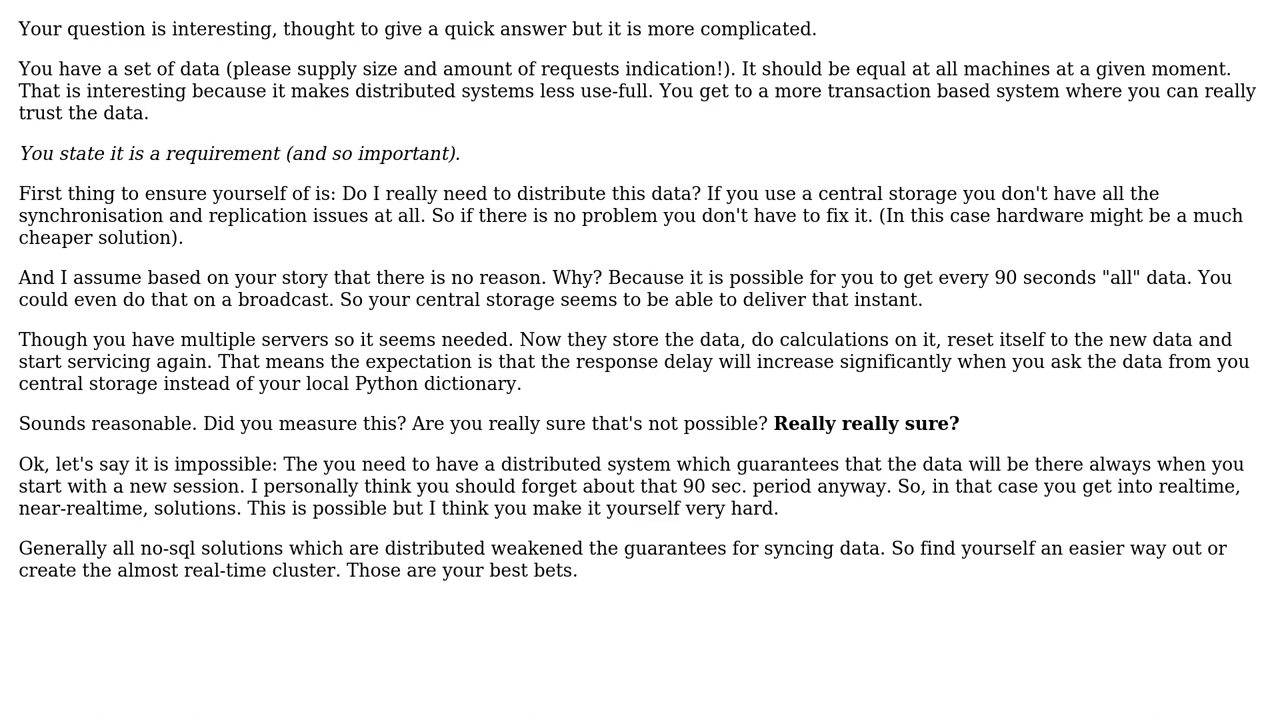 Your question is interesting, thought to give a quick answer but it is more complicated.
You have a set of data (please supply size and amount of requests indication!). It should be equal at all machines at a given moment.
That is interesting because it makes distributed systems less use-full. You get to a more transaction based system where you can really
trust the data.
You state it is a requirement (and so important).
First thing to ensure yourself of is: Do I really need to distribute this data? If you use a central storage you don't have all the
synchronisation and replication issues at all. So if there is no problem you don't have to fix it. (In this case hardware might be a much
cheaper solution).
And I assume based on your story that there is no reason. Why? Because it is possible for you to get every 90 seconds "all" data. You
could even do that on a broadcast. So your central storage seems to be able to deliver that instant.
Though you have multiple servers so it seems needed. Now they store the data, do calculations on it, reset itself to the new data and
start servicing again. That means the expectation is that the response delay will increase significantly when you ask the data from you
central storage instead of your local Python dictionary.
Sounds reasonable. Did you measure this? Are you really sure that's not possible? Really really sure?
Ok, let's say it is impossible: The you need to have a distributed system which guarantees that the data will be there always when you
start with a new session. I personally think you should forget about that 90 sec. period anyway. So, in that case you get into realtime,
near-realtime, solutions. This is possible but I think you make it yourself very hard.
Generally all no-sql solutions which are distributed weakened the guarantees for syncing data. So find yourself an easier way out or
create the almost real-time cluster. Those are your best bets.